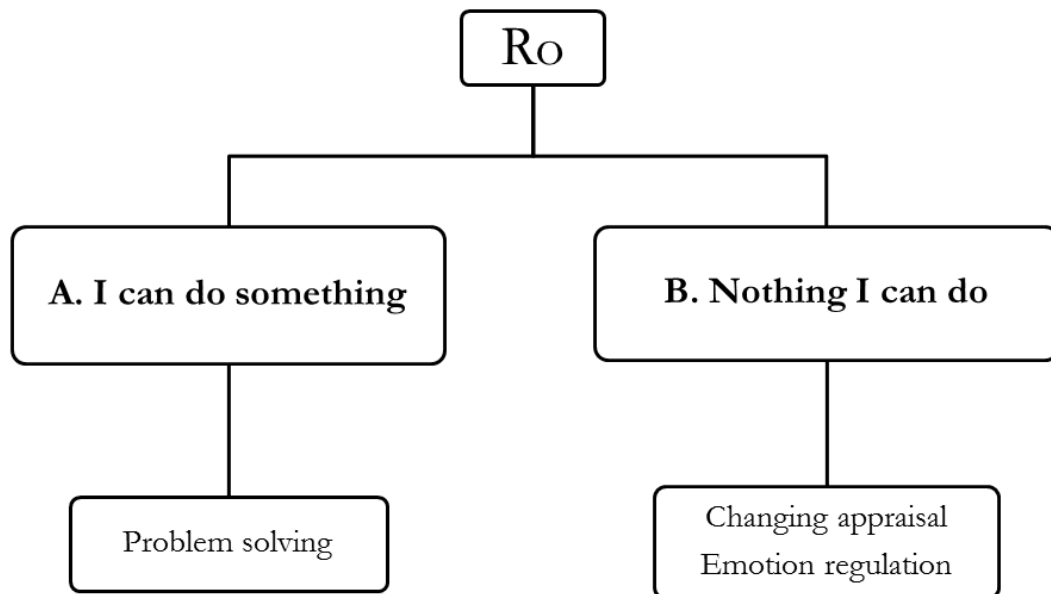 Ro
A. I can do something
B. Nothing I can do
Problem solving
Changing appraisal
Emotion regulation